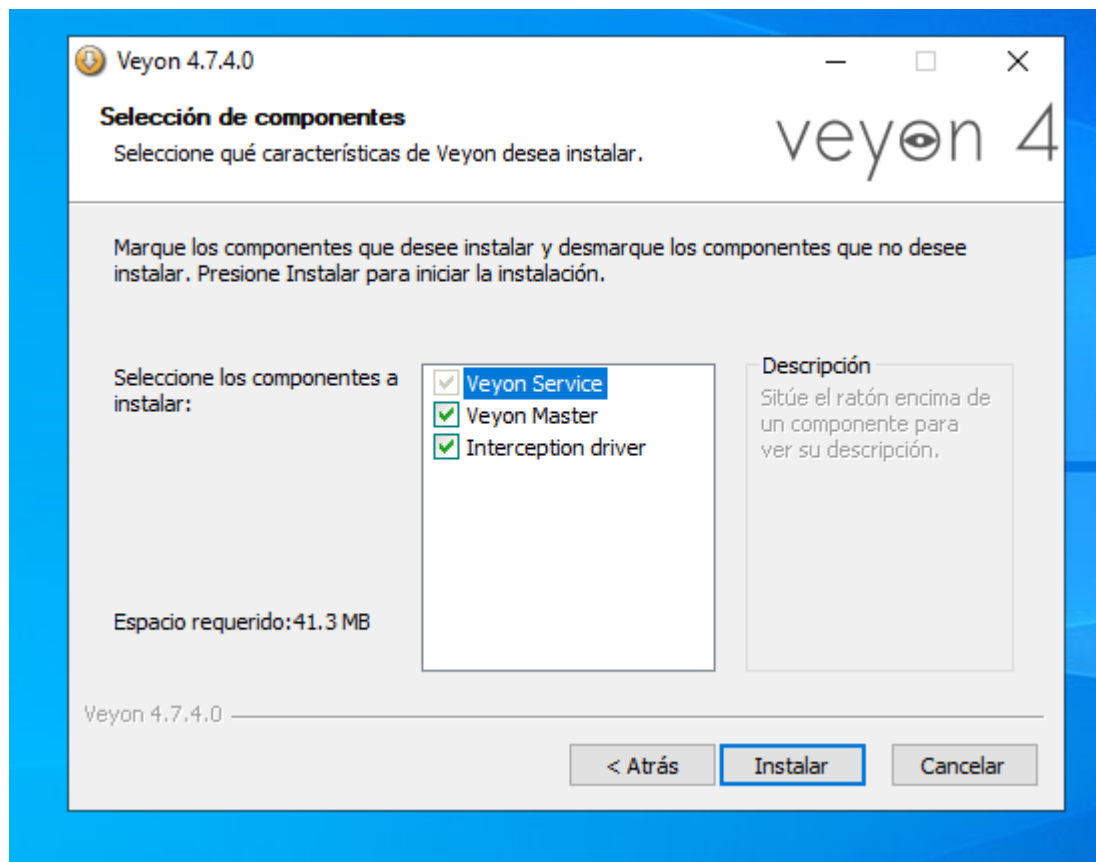 Veyon 4.7.4.0
Selección de componentes
Seleccione qué características de Veyon desea instalar.
veyon 4
Marque los componentes que desee instalar y desmarque los componentes que no desee
instalar. Presione Instalar para iniciar la instalación.
Seleccione los componentes a
instalar:
Veyon Service
Veyon Master
Interception driver
Descripción
Sitúe el ratón encima de
un componente para
ver su descripción.
Espacio requerido:41.3 MB
Veyon 4.7.4.0
< Atrás
Instalar
Cancelar